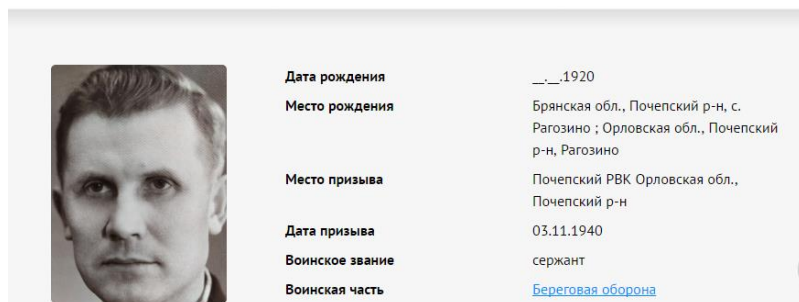 Дата рождения __.__.1920
Место рождения Брянская обл., Почепский р-н, с.
Рагозино ; Орловская обл., Почепский
р-н, Рагозино
Место призыва Почепский РВК Орловская обл.,
Почепский р-н
Дата призыва 03.11.1940
Воинское звание сержант
Воинская часть Береговая оборона